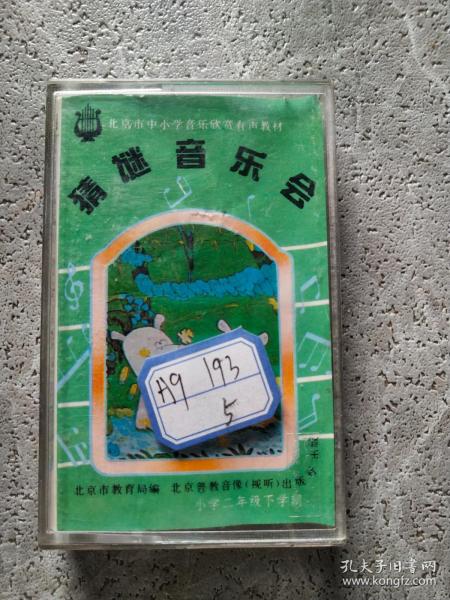 北京市中小学音乐欣赏有声教材
猜谜音乐会
A9 193
5
北京市教育局编 北京普教音像(视听)出版
小学二年级下学期
孔夫子旧书网
www.kongfz.com